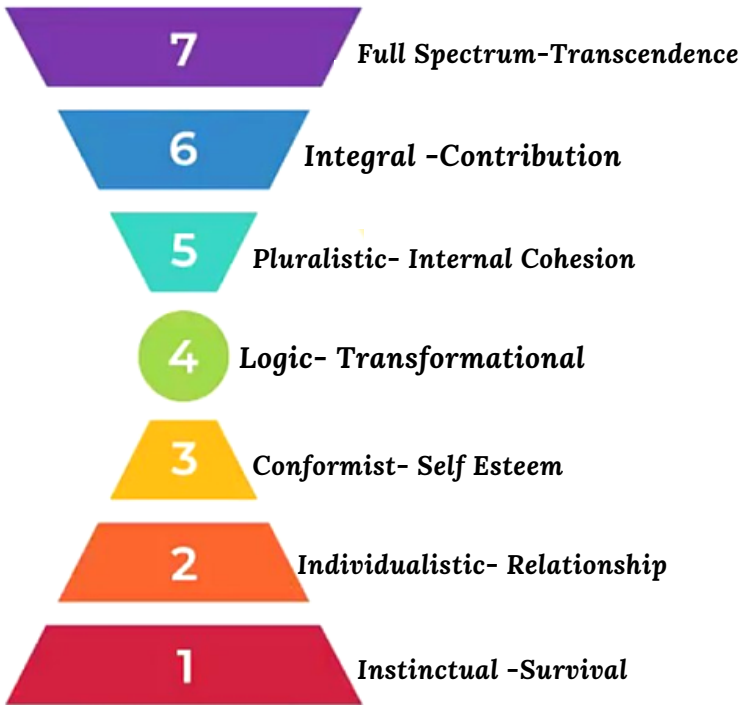 7 Full Spectrum-Transcendence
6 Integral -Contribution
5 Pluralistic- Internal Cohesion
4 Logic- Transformational
3 Conformist- Self Esteem
2 Individualistic- Relationship
1 Instinctual -Survival